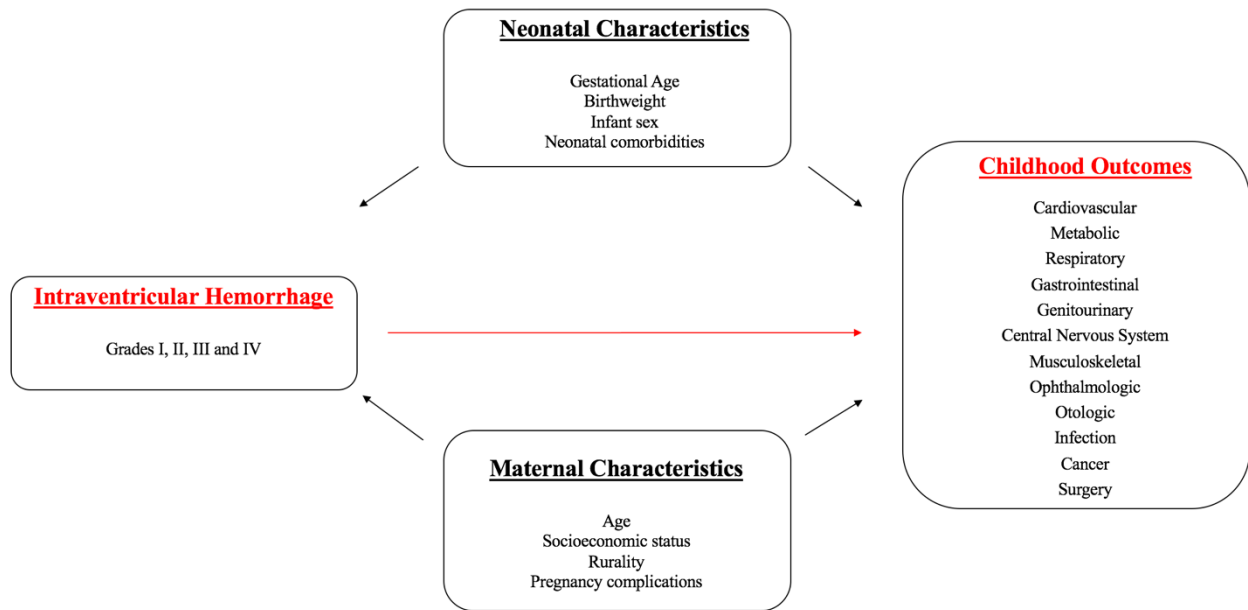 Neonatal Characteristics
Gestational Age
Birthweight
Infant sex
Neonatal comorbidities
Intraventricular Hemorrhage
Grades I, II, III and IV
Maternal Characteristics
Age
Socioeconomic status
Rurality
Pregnancy complications
Childhood Outcomes
Cardiovascular
Metabolic
Respiratory
Gastrointestinal
Genitourinary
Central Nervous System
Musculoskeletal
Ophthalmologic
Otologic
Infection
Cancer
Surgery